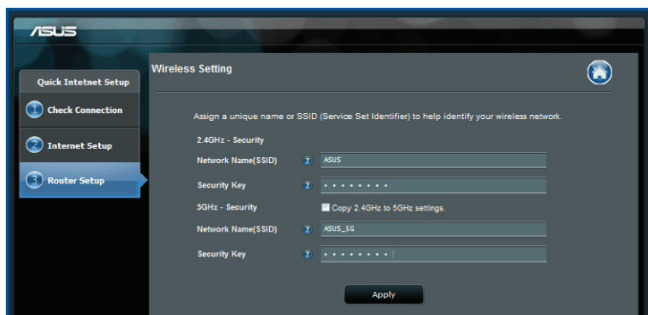 ASUS
Quick Intetnet Setup
1 Check Connection
2 Internet Setup
3 Router Setup
Wireless Setting
Assign a unique name or SSID (Service Set Identifier) to help identify your wireless network.
2.4GHz - Security
Network Name(SSID) ? ASUS
Security Key ? ••••••••
5GHz - Security Copy 2.4GHz to 5GHz settings.
Network Name(SSID) ? ASUS_5G
Security Key ? ••••••••
Apply